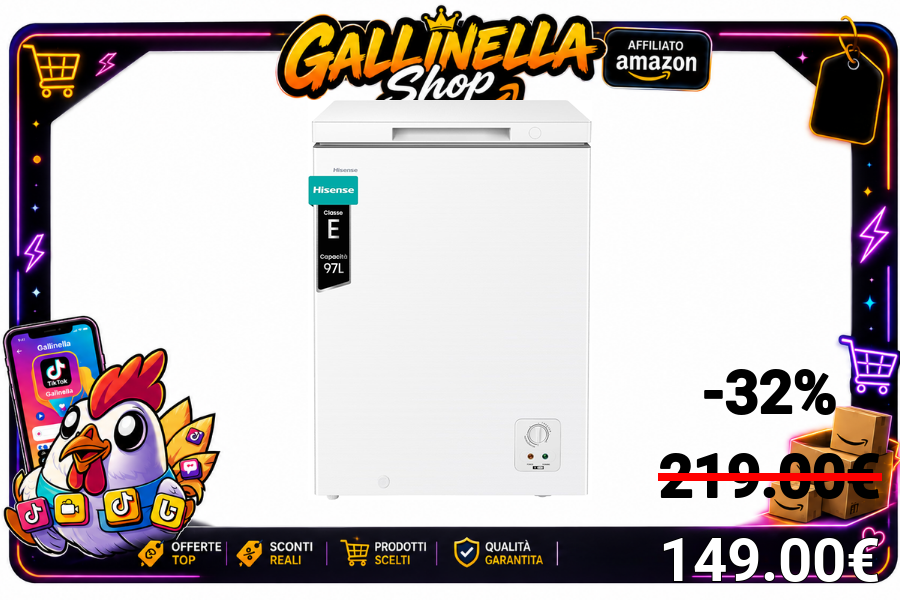 GALLINELLA
Shop
AFFILIATO
amazon
Hisense
Hisense
Classe
E
Capacità
97L
Gallinella
TikTok
Gallinella
-32%
219.00€
149.00€
OFFERTE
TOP
SCONTI
REALI
PRODOTTI
SCELTI
QUALITÀ
GARANTITA